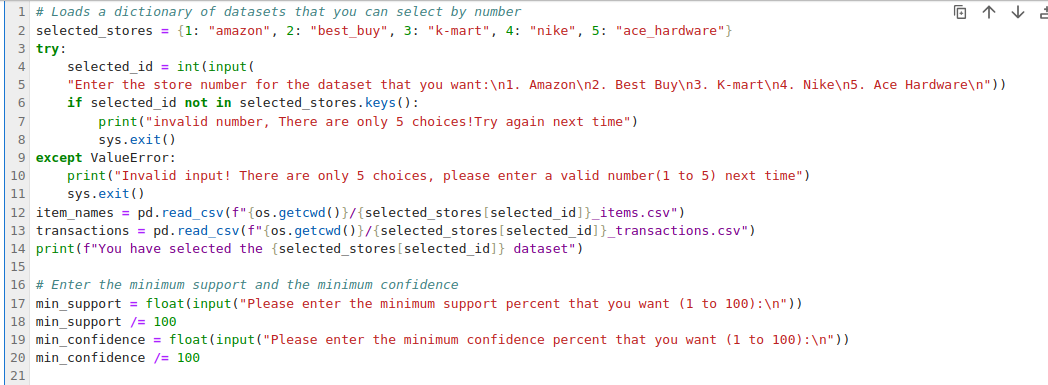 1 # Loads a dictionary of datasets that you can select by number
2 selected_stores = {1: "amazon", 2: "best_buy", 3: "k-mart", 4: "nike", 5: "ace_hardware"}
3 try:
4     selected_id = int(input(
5     "Enter the store number for the dataset that you want:\n1. Amazon\n2. Best Buy\n3. K-mart\n4. Nike\n5. Ace Hardware\n"))
6     if selected_id not in selected_stores.keys():
7         print("invalid number, There are only 5 choices!Try again next time")
8         sys.exit()
9 except ValueError:
10     print("Invalid input! There are only 5 choices, please enter a valid number(1 to 5) next time")
11     sys.exit()
12 item_names = pd.read_csv(f"{os.getcwd()}/{selected_stores[selected_id]}_items.csv")
13 transactions = pd.read_csv(f"{os.getcwd()}/{selected_stores[selected_id]}_transactions.csv")
14 print(f"You have selected the {selected_stores[selected_id]} dataset")
15
16 # Enter the minimum support and the minimum confidence
17 min_support = float(input("Please enter the minimum support percent that you want (1 to 100):\n"))
18 min_support /= 100
19 min_confidence = float(input("Please enter the minimum confidence percent that you want (1 to 100):\n"))
20 min_confidence /= 100
21